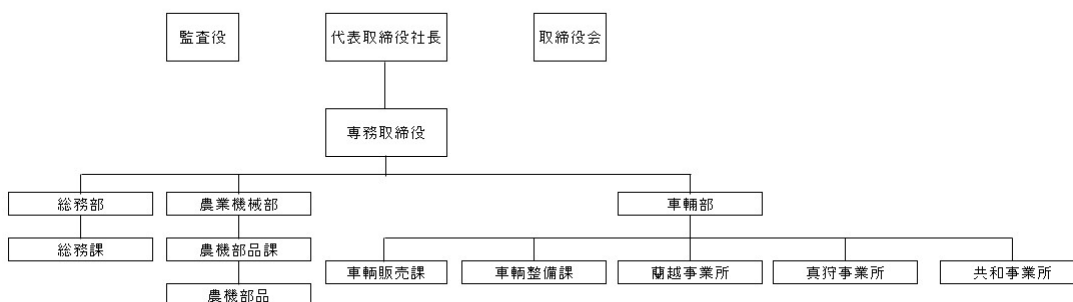 監査役
代表取締役社長
取締役会
専務取締役
総務部
農業機械部
車輌部
総務課
農機部品課
車輌販売課
車輌整備課
蘭越事業所
真狩事業所
共和事業所
農機部品